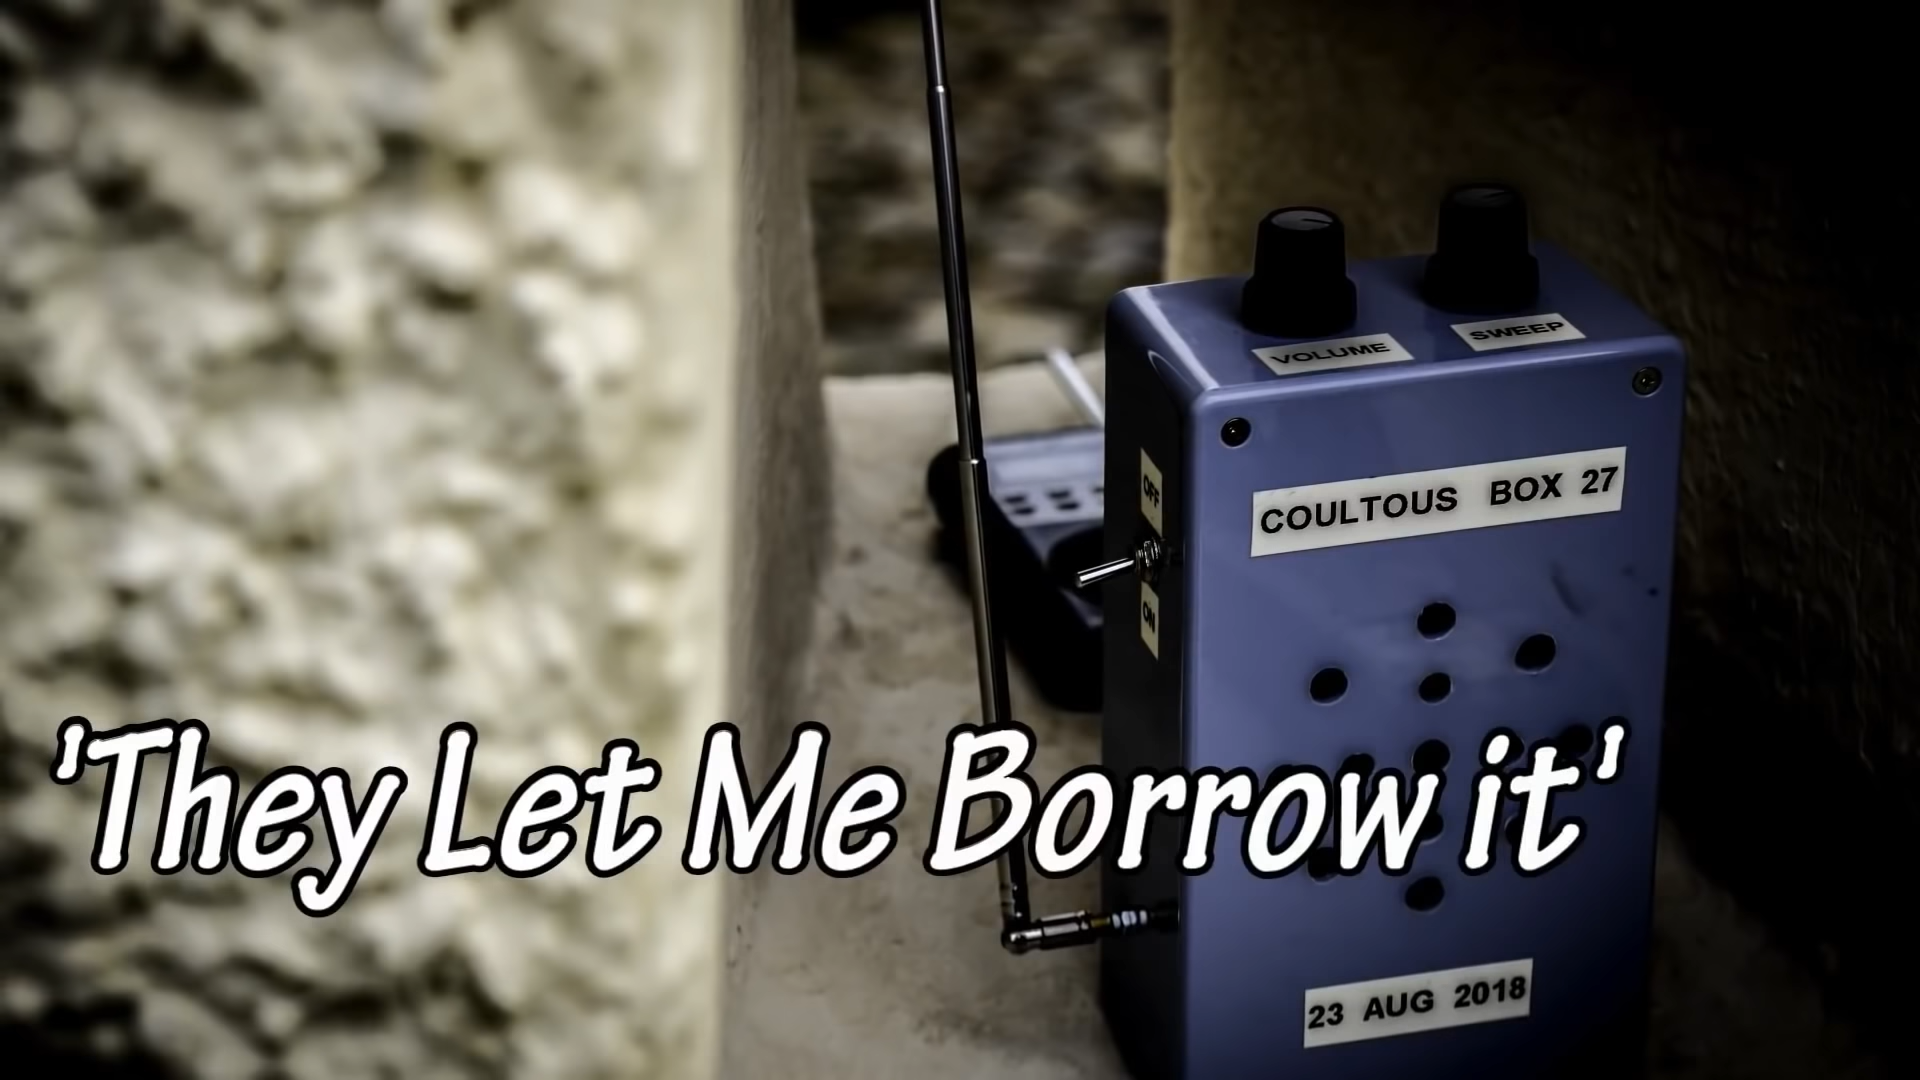 VOLUME
SWEEP
OFF
COULTOUS BOX 27
ON
'They Let Me Borrow it'
23 AUG 2018